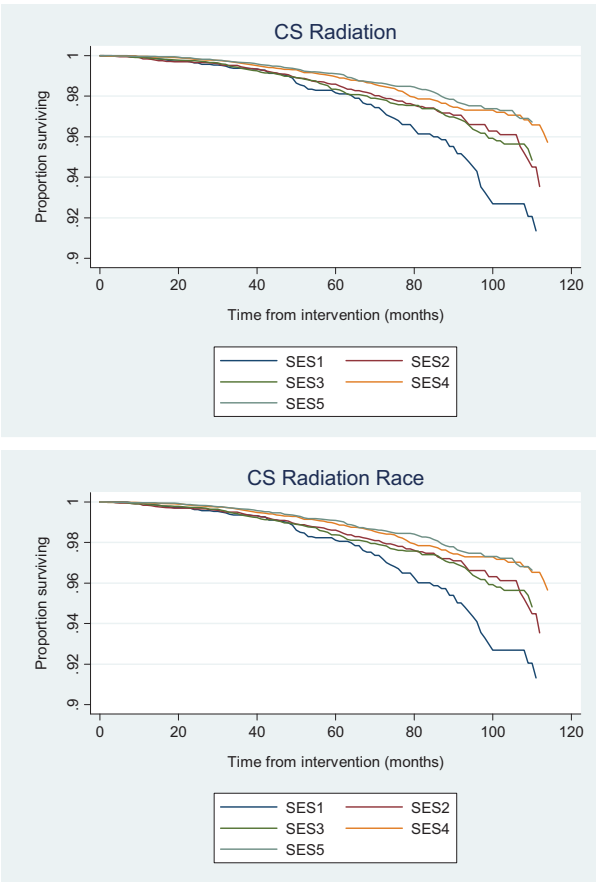 CS Radiation
Proportion surviving
1
.98
.96
.94
.92
.9
0 20 40 60 80 100 120
Time from intervention (months)
SES1 SES2
SES3 SES4
SES5
CS Radiation Race
Proportion surviving
1
.98
.96
.94
.92
.9
0 20 40 60 80 100 120
Time from intervention (months)
SES1 SES2
SES3 SES4
SES5